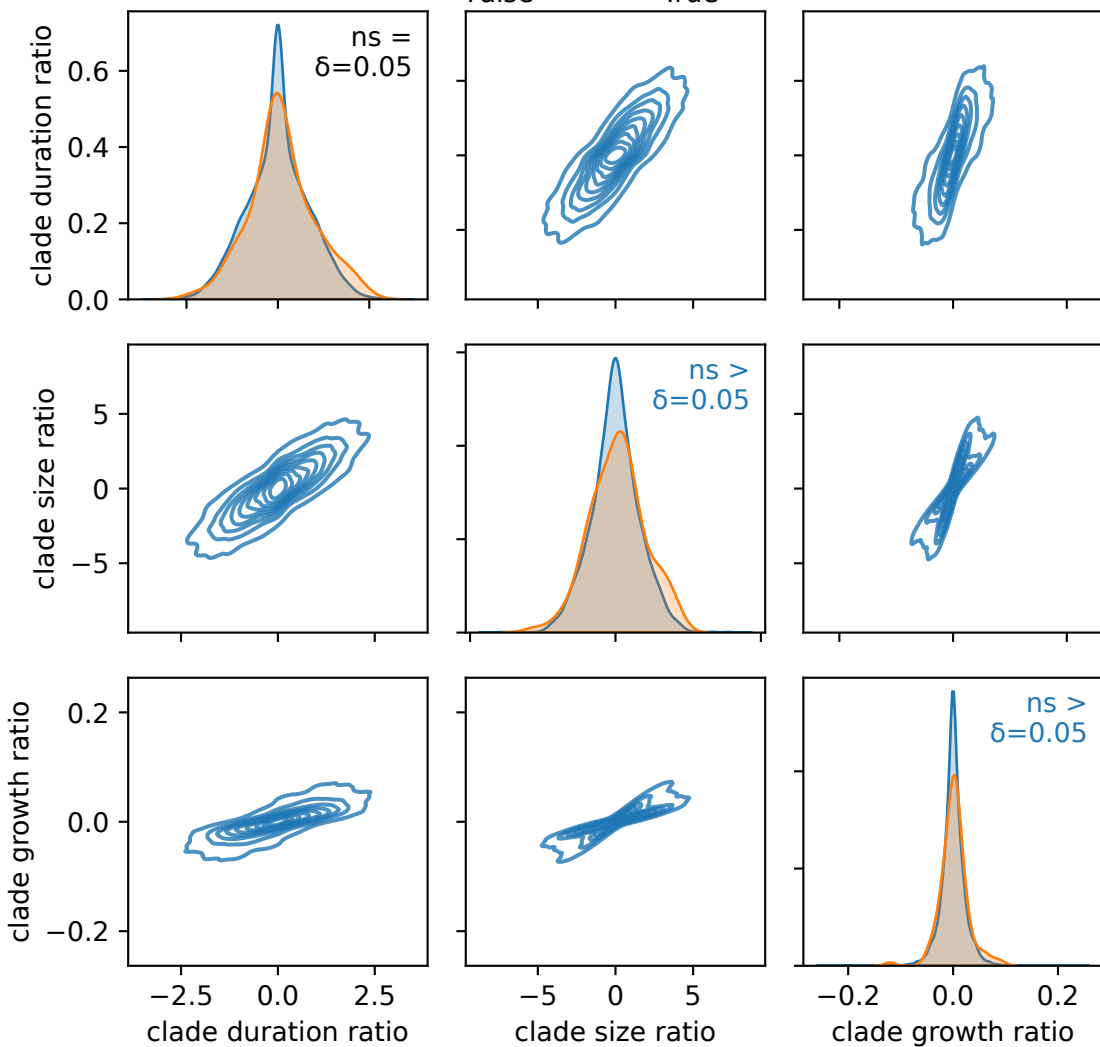 clade duration ratio
0.6
0.4
0.2
0.0
ns =
δ=0.05
clade size ratio
5
0
−5
ns >
δ=0.05
clade growth ratio
0.2
0.0
−0.2
ns >
δ=0.05
−2.5 0.0 2.5
−5 0 5
−0.2 0.0 0.2
clade duration ratio
clade size ratio
clade growth ratio